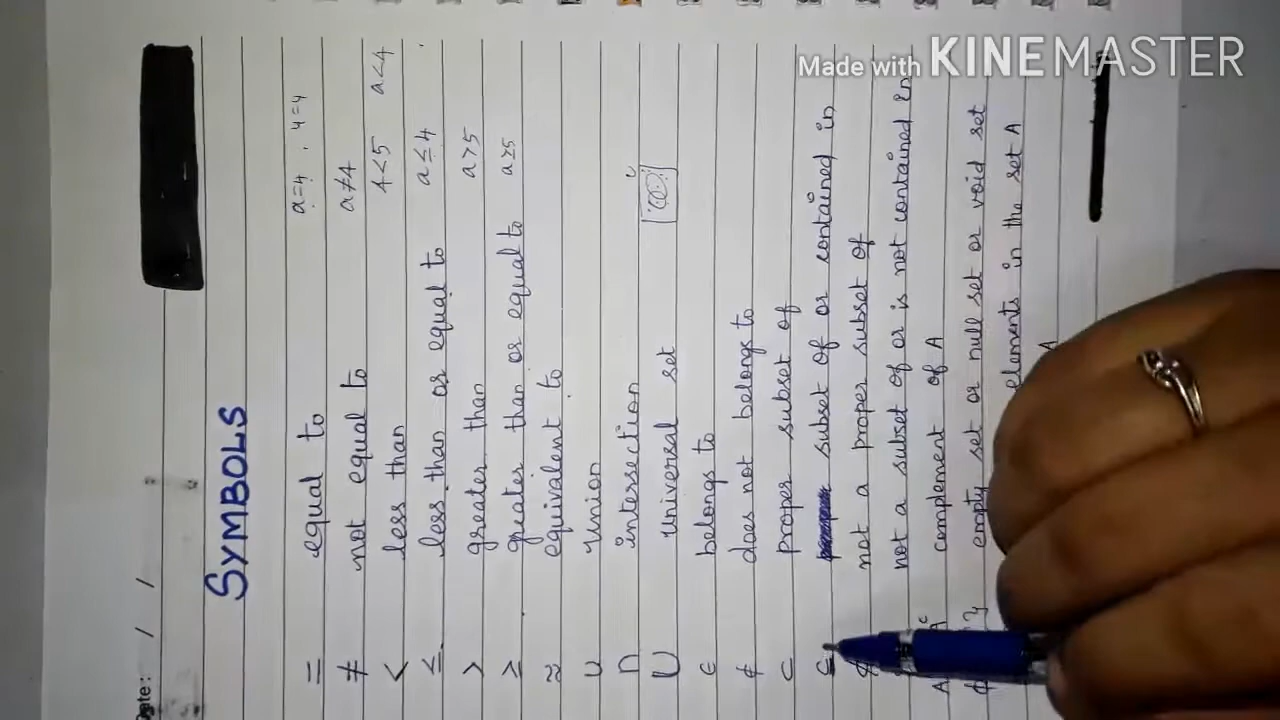 Made with KINEMASTER
Date: / /
SYMBOLS
= equal to a=4, 4=4
≠ not equal to a≠4
< less than 4<5 a<4
≤ less than or equal to a≤4
> greater than a>5
≥ greater than or equal to a≥5
≈ equivalent to
∪ union
∩ intersection
U universal set
∈ belongs to
∉ does not belongs to
⊂ proper subset of
⊆ subset of or contained in
not a proper subset of
not a subset of or is not contained in
complement of A
empty set or null set or void set
elements in the set A
A